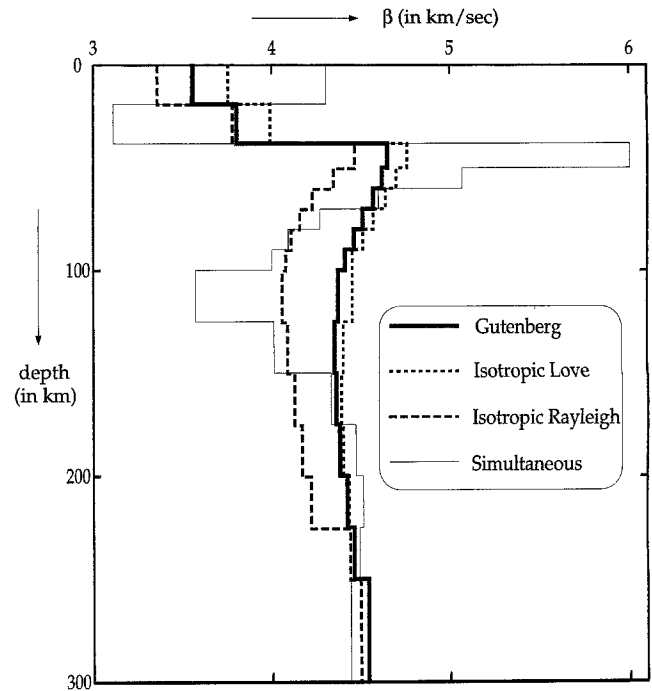 β (in km/sec)
3
4
5
6
0
100
200
300
depth
(in km)
Gutenberg
Isotropic Love
Isotropic Rayleigh
Simultaneous